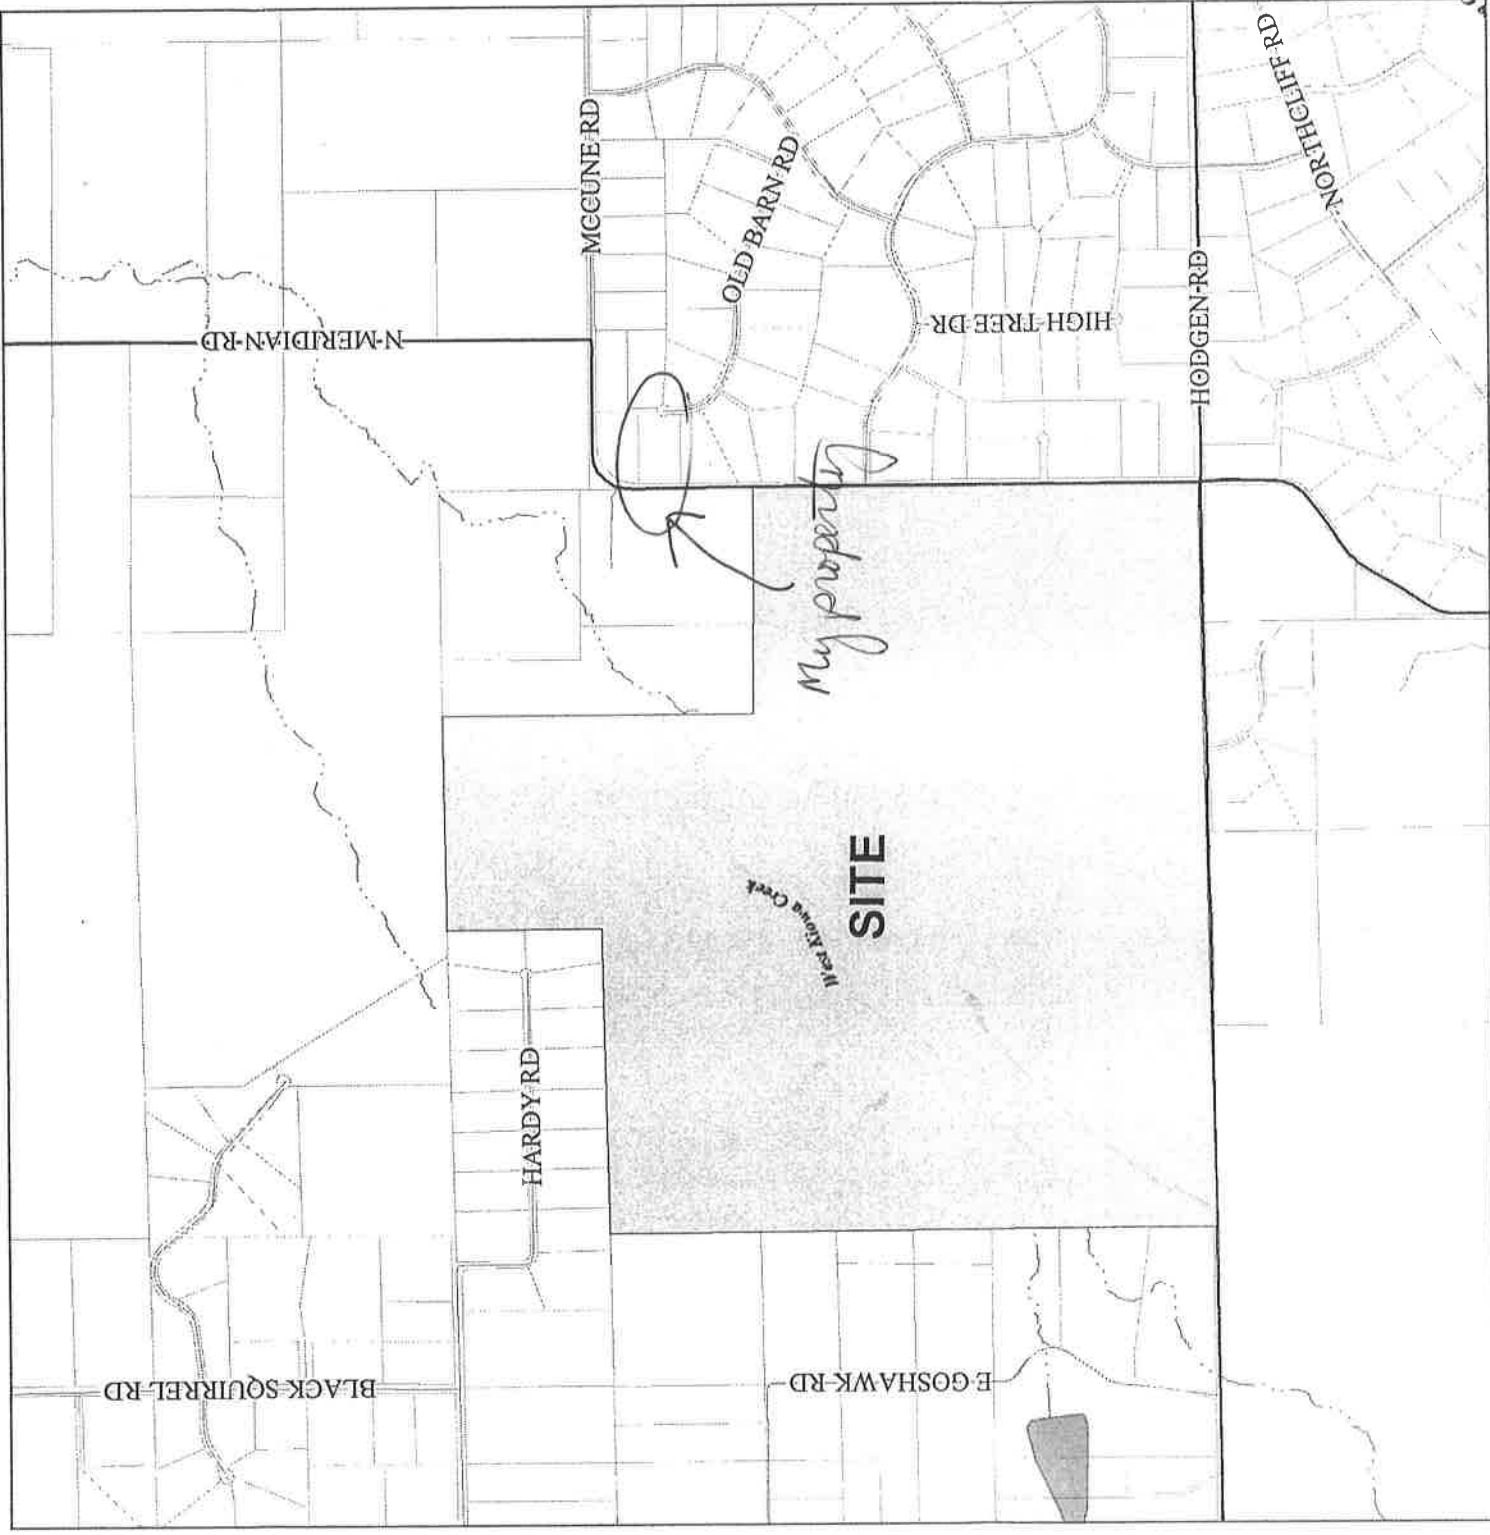 MCCUNE RD
NORTHCLIFF RD
OLD BARN RD
N MERIDIAN RD
HIGH TREE DR
HODGEN RD
My property
West Kiowa Creek
SITE
HARDY RD
BLACK SQUIRREL RD
E GOSHAWK RD